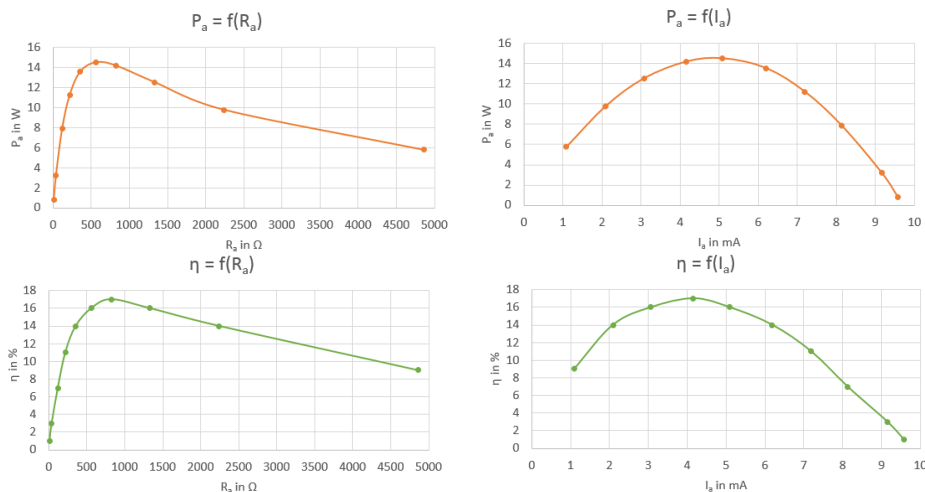 Pₐ = f(Rₐ)
16
14
12
10
8
6
4
2
0
Pₐ in W
0 500 1000 1500 2000 2500 3000 3500 4000 4500 5000
Rₐ in Ω
Pₐ = f(Iₐ)
16
14
12
10
8
6
4
2
0
Pₐ in W
0 1 2 3 4 5 6 7 8 9 10
Iₐ in mA
η = f(Rₐ)
18
16
14
12
10
8
6
4
2
0
η in %
0 500 1000 1500 2000 2500 3000 3500 4000 4500 5000
Rₐ in Ω
η = f(Iₐ)
18
16
14
12
10
8
6
4
2
0
η in %
0 1 2 3 4 5 6 7 8 9 10
Iₐ in mA